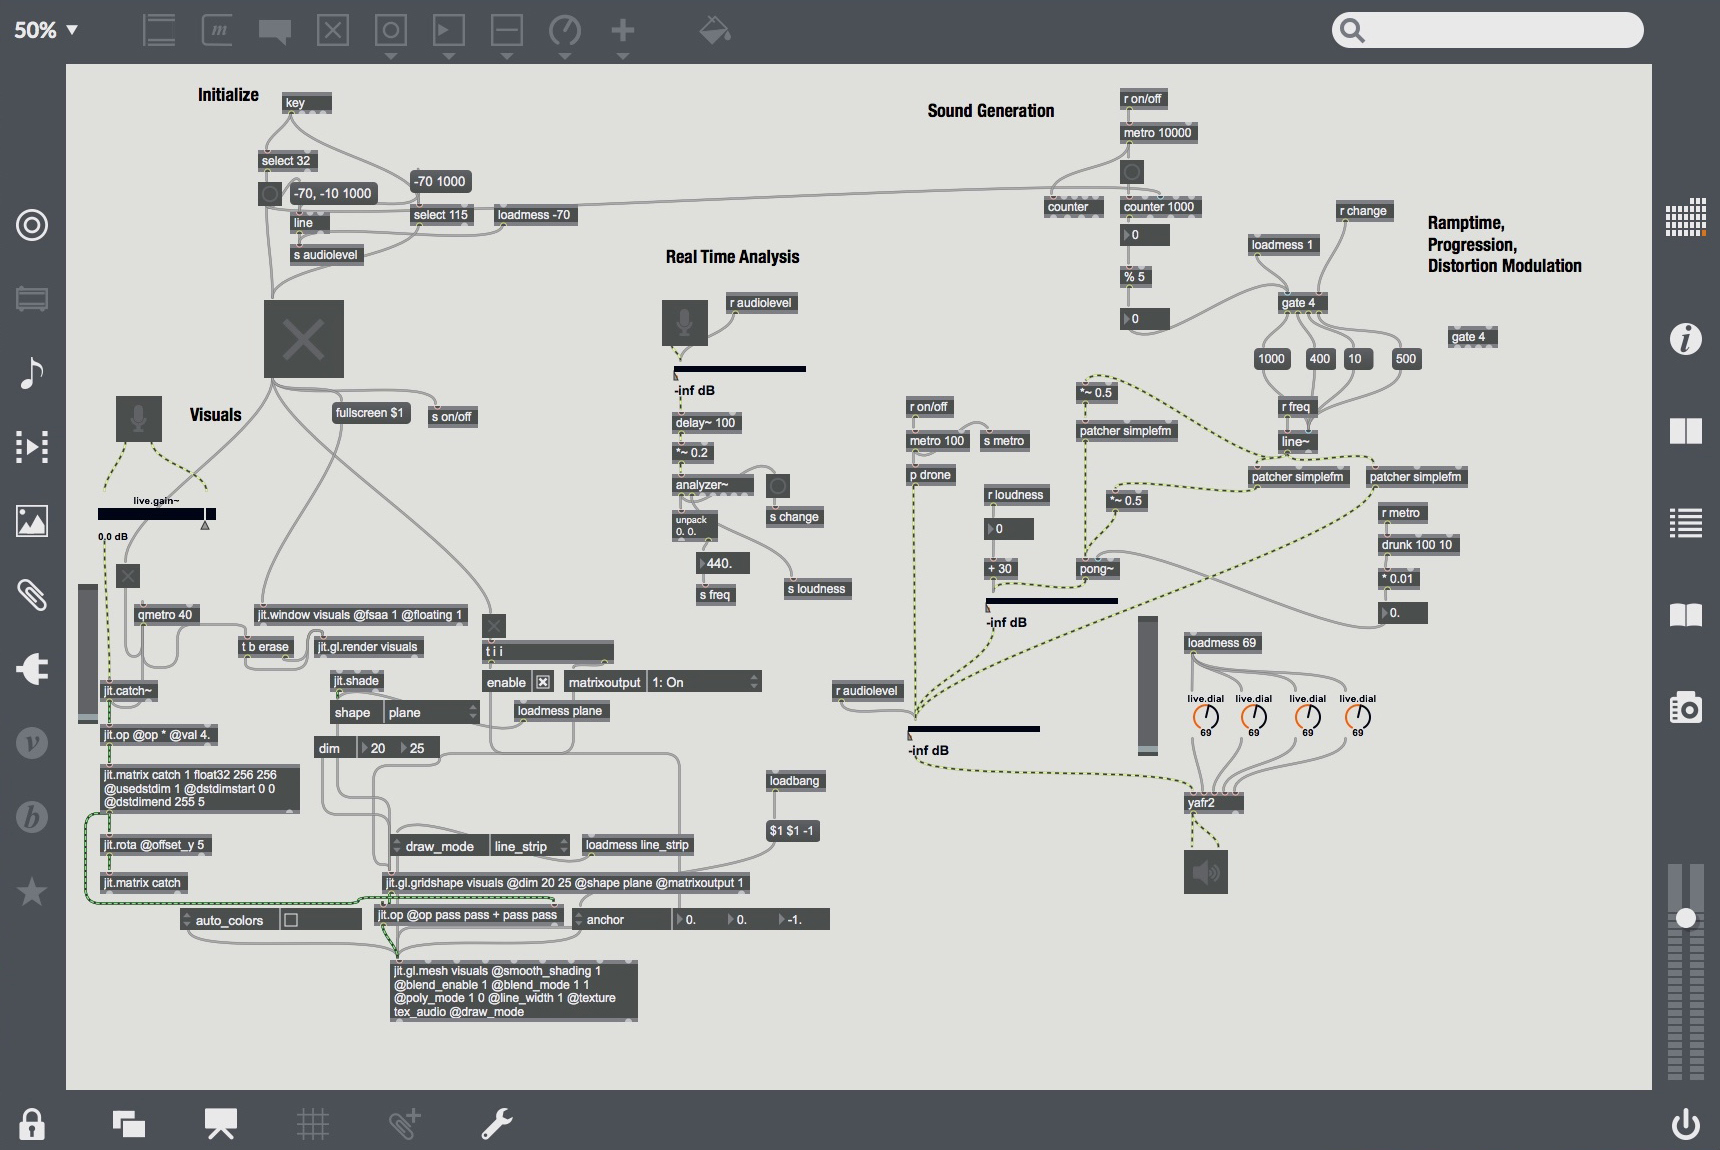 50%
m
Initialize
key
select 32
-70, -10 1000
-70 1000
line
select 115
loadmess -70
s audiolevel
fullscreen $1
s on/off
Visuals
live.gain~
0.0 dB
qmetro 40
jit.window visuals @fsaa 1 @floating 1
t b erase
jit.gl.render visuals
t i i
enable
matrixoutput
1: On
jit.catch~
jit.shade
shape
plane
loadmess plane
jit.op @op * @val 4.
dim
20
25
jit.matrix catch 1 float32 256 256
@usedstdim 1 @dstdimstart 0 0
@dstdimend 255 5
jit.rota @offset_y 5
jit.matrix catch
draw_mode
line_strip
loadmess line_strip
loadbang
$1 $1 -1
jit.gl.gridshape visuals @dim 20 25 @shape plane @matrixoutput 1
auto_colors
jit.op @op pass pass + pass pass
anchor
0.
0.
-1.
jit.gl.mesh visuals @smooth_shading 1
@blend_enable 1 @blend_mode 1 1
@poly_mode 1 0 @line_width 1 @texture
tex_audio @draw_mode
Real Time Analysis
r audiolevel
-inf dB
delay~ 100
*~ 0.2
analyzer~
unpack
0. 0.
s change
440.
s freq
s loudness
Sound Generation
r on/off
metro 10000
counter
counter 1000
0
% 5
0
r on/off
metro 100
s metro
p drone
*~ 0.5
patcher simplefm
r loudness
*~ 0.5
0
+ 30
pong~
-inf dB
r audiolevel
-inf dB
Ramptime,
Progression,
Distortion Modulation
r change
loadmess 1
gate 4
gate 4
1000
400
10
500
r freq
line~
patcher simplefm
patcher simplefm
r metro
drunk 100 10
* 0.01
0.
loadmess 69
live.dial
live.dial
live.dial
live.dial
69
69
69
69
yafr2
i
v
b